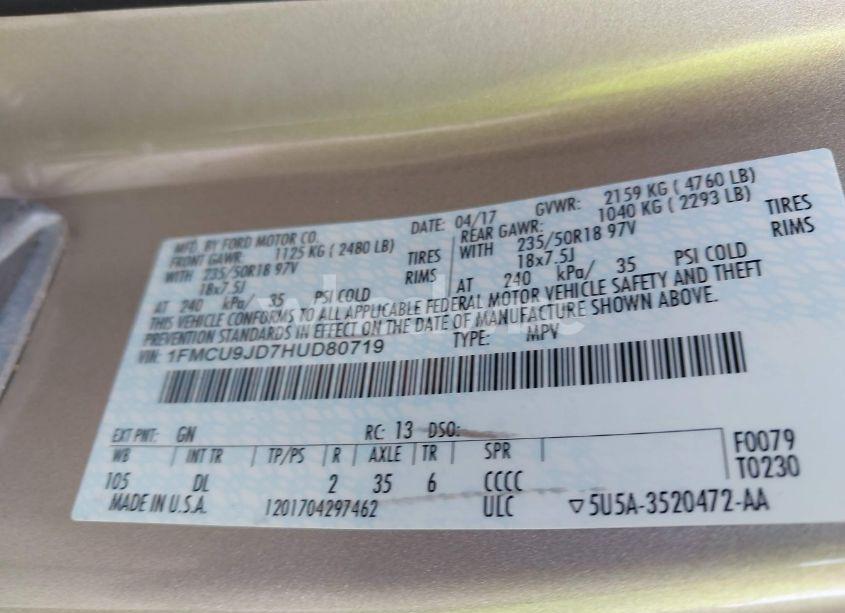 MFD. BY FORD MOTOR CO. DATE: 04/17 GVWR: 2159 KG ( 4760 LB)
FRONT GAWR: 1125 KG ( 2480 LB) REAR GAWR: 1040 KG ( 2293 LB)
WITH 235/50R18 97V TIRES WITH 235/50R18 97V TIRES
18x7.5J RIMS 18x7.5J RIMS
AT 240 kPa/ 35 PSI COLD AT 240 kPa/ 35 PSI COLD
THIS VEHICLE CONFORMS TO ALL APPLICABLE FEDERAL MOTOR VEHICLE SAFETY AND THEFT
PREVENTION STANDARDS IN EFFECT ON THE DATE OF MANUFACTURE SHOWN ABOVE.
VIN: 1FMCU9JD7HUD80719 TYPE: MPV
EXT PNT: GN RC: 13 DSO:
WB INT TR TP/PS R AXLE TR SPR
105 DL 2 35 6 CCCC
F0079
T0230
MADE IN U.S.A. 1201704297462 ULC ▽5U5A-3520472-AA